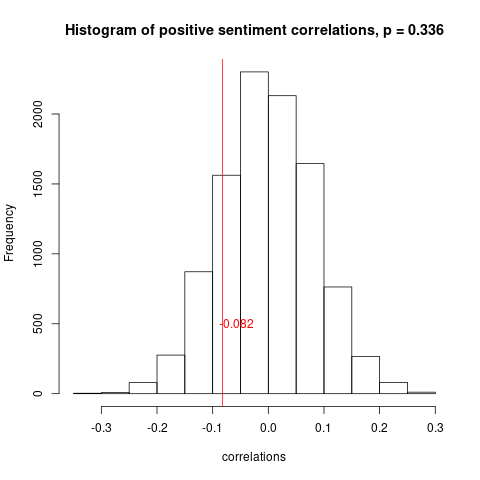 Histogram of positive sentiment correlations, p = 0.336
Frequency
2000
1500
1000
500
0
-0.082
-0.3 -0.2 -0.1 0.0 0.1 0.2 0.3
correlations